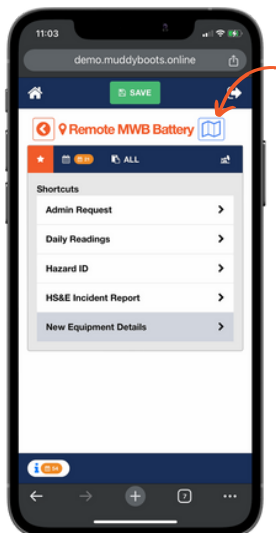 11:03
demo.muddyboots.online
SAVE
Remote MWB Battery
ALL
Shortcuts
Admin Request
Daily Readings
Hazard ID
HS&E Incident Report
New Equipment Details
7